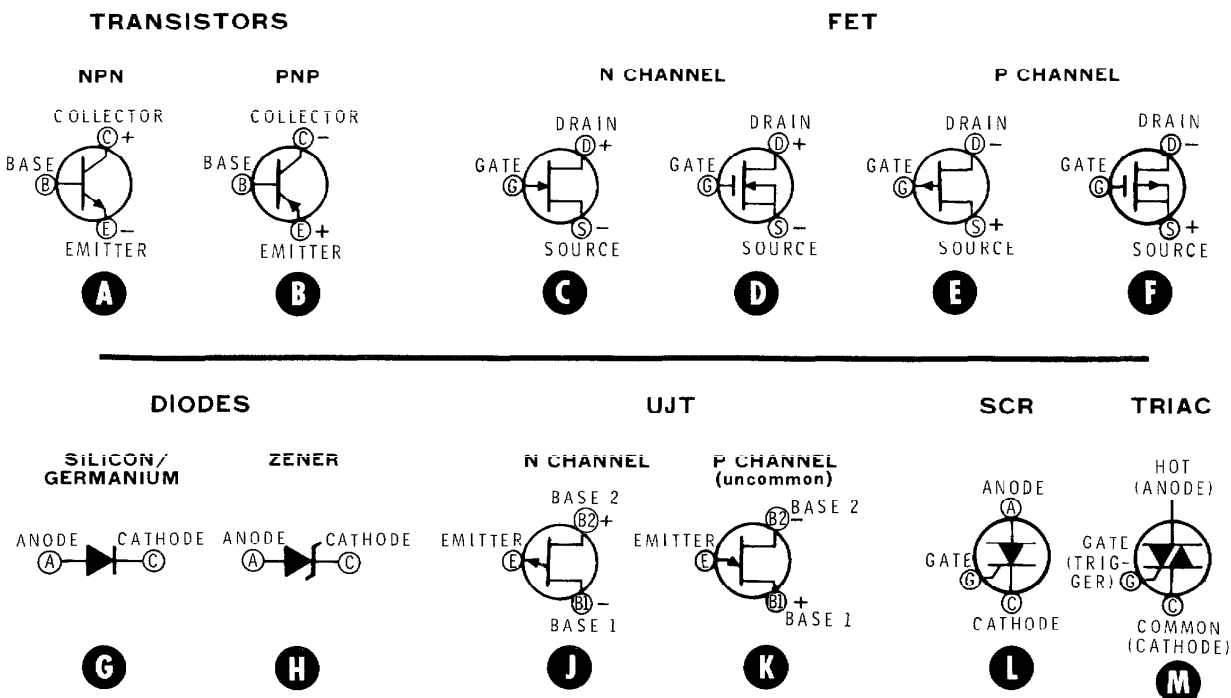 TRANSISTORS
FET
NPN
PNP
N CHANNEL
P CHANNEL
COLLECTOR
C +
BASE
B
E −
EMITTER
A
COLLECTOR
C −
BASE
B
E +
EMITTER
B
DRAIN
D +
GATE
G
S −
SOURCE
C
DRAIN
D +
GATE
G
S −
SOURCE
D
DRAIN
D −
GATE
G
S +
SOURCE
E
DRAIN
D −
GATE
G
S +
SOURCE
F
DIODES
UJT
SCR
TRIAC
SILICON/
GERMANIUM
ANODE
A
CATHODE
C
G
ZENER
ANODE
A
CATHODE
C
H
N CHANNEL
BASE 2
B2 +
EMITTER
E
B1 −
BASE 1
J
P CHANNEL
(uncommon)
BASE 2
B2 −
EMITTER
E
B1 +
BASE 1
K
ANODE
A
GATE
G
C
CATHODE
L
HOT
(ANODE)
GATE
(TRIG-
GER)
G
C
COMMON
(CATHODE)
M